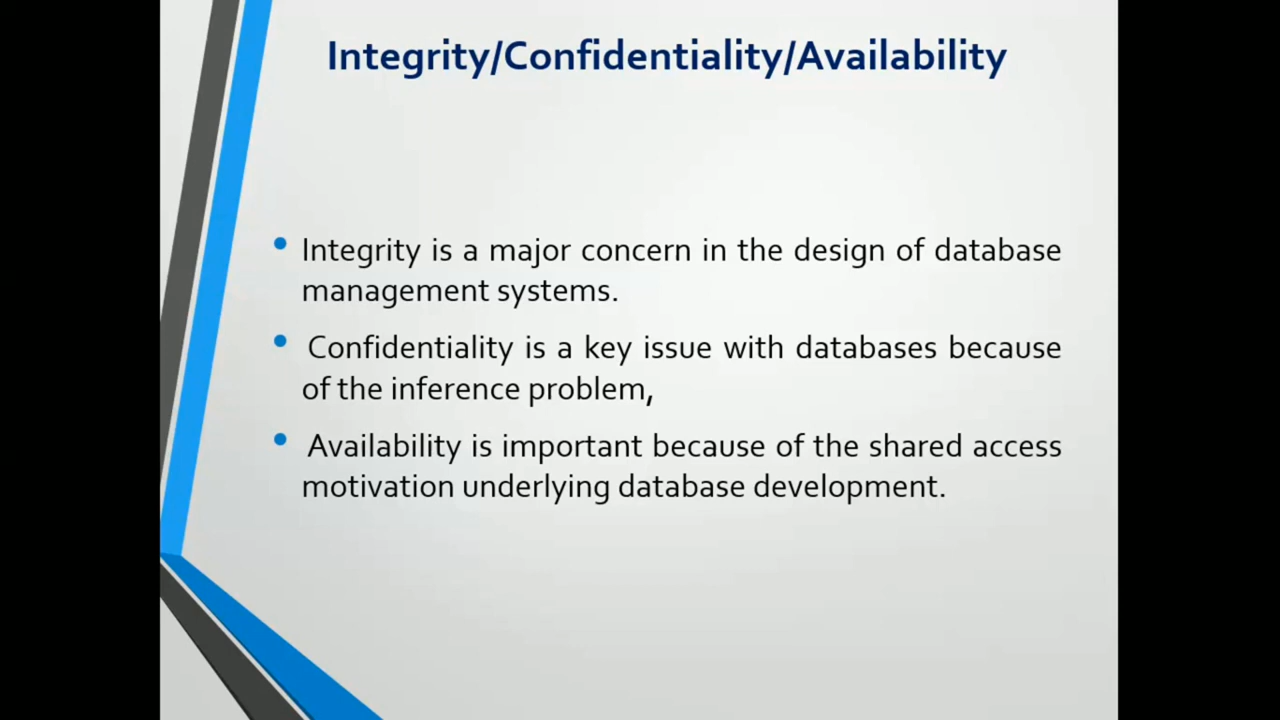 Integrity/Confidentiality/Availability
• Integrity is a major concern in the design of database
management systems.
• Confidentiality is a key issue with databases because
of the inference problem,
• Availability is important because of the shared access
motivation underlying database development.